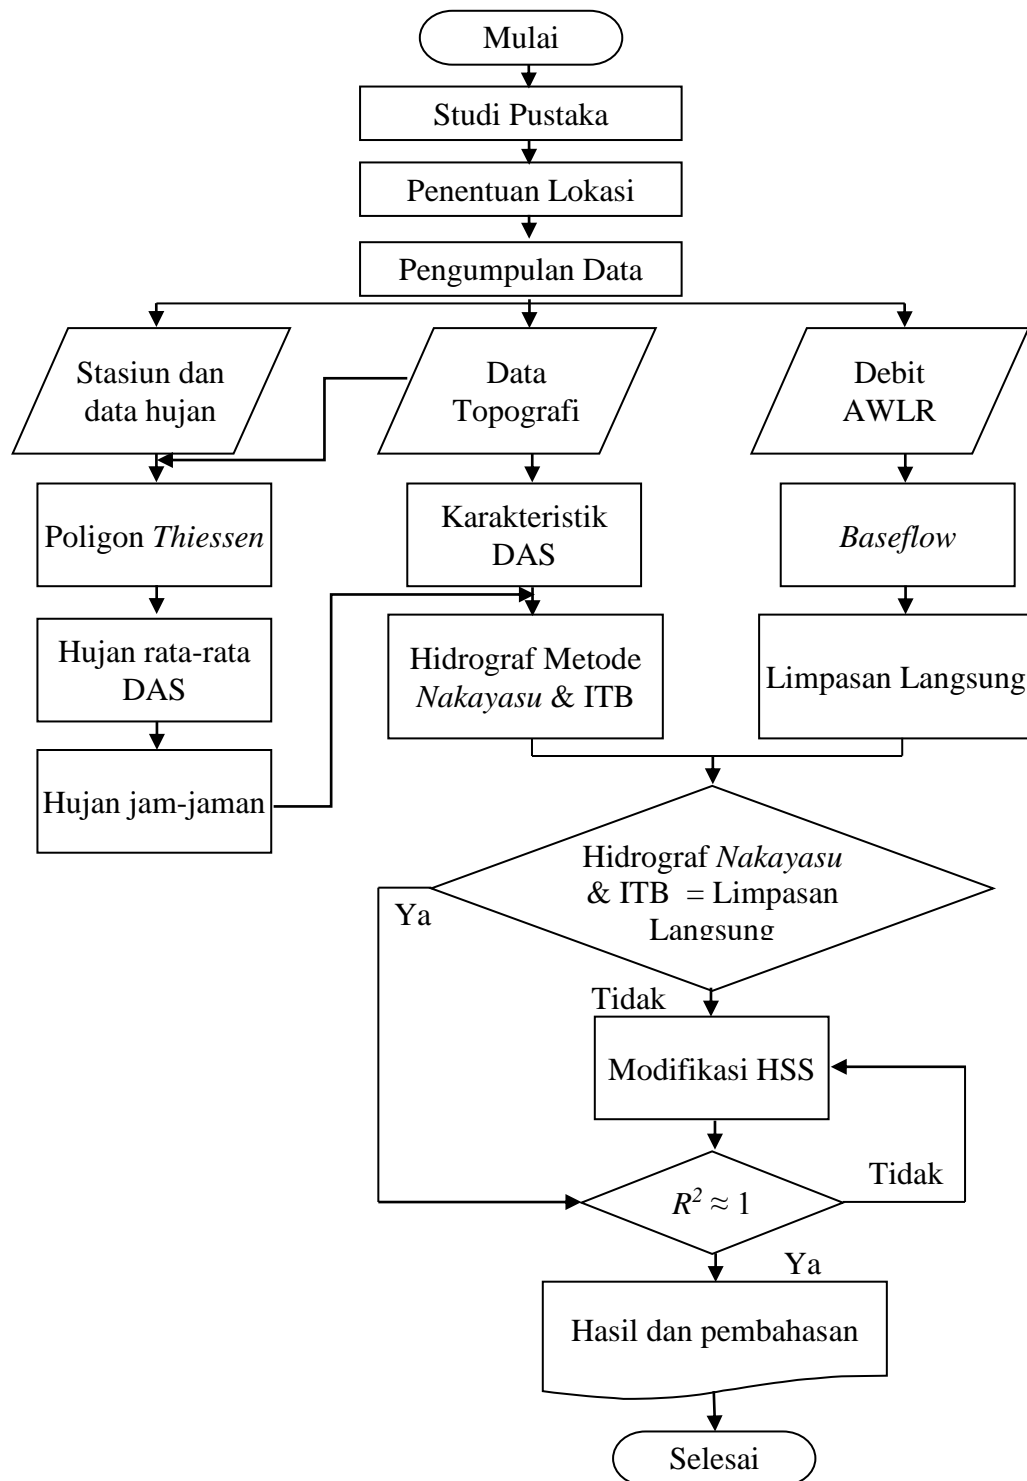 Mulai
Studi Pustaka
Penentuan Lokasi
Pengumpulan Data
Stasiun dan
data hujan
Data
Topografi
Debit
AWLR
Poligon Thiessen
Karakteristik
DAS
Baseflow
Hujan rata-rata
DAS
Hidrograf Metode
Nakayasu & ITB
Limpasan Langsung
Hujan jam-jaman
Hidrograf Nakayasu
& ITB = Limpasan
Langsung
Ya
Tidak
Modifikasi HSS
Tidak
R² ≈ 1
Ya
Hasil dan pembahasan
Selesai